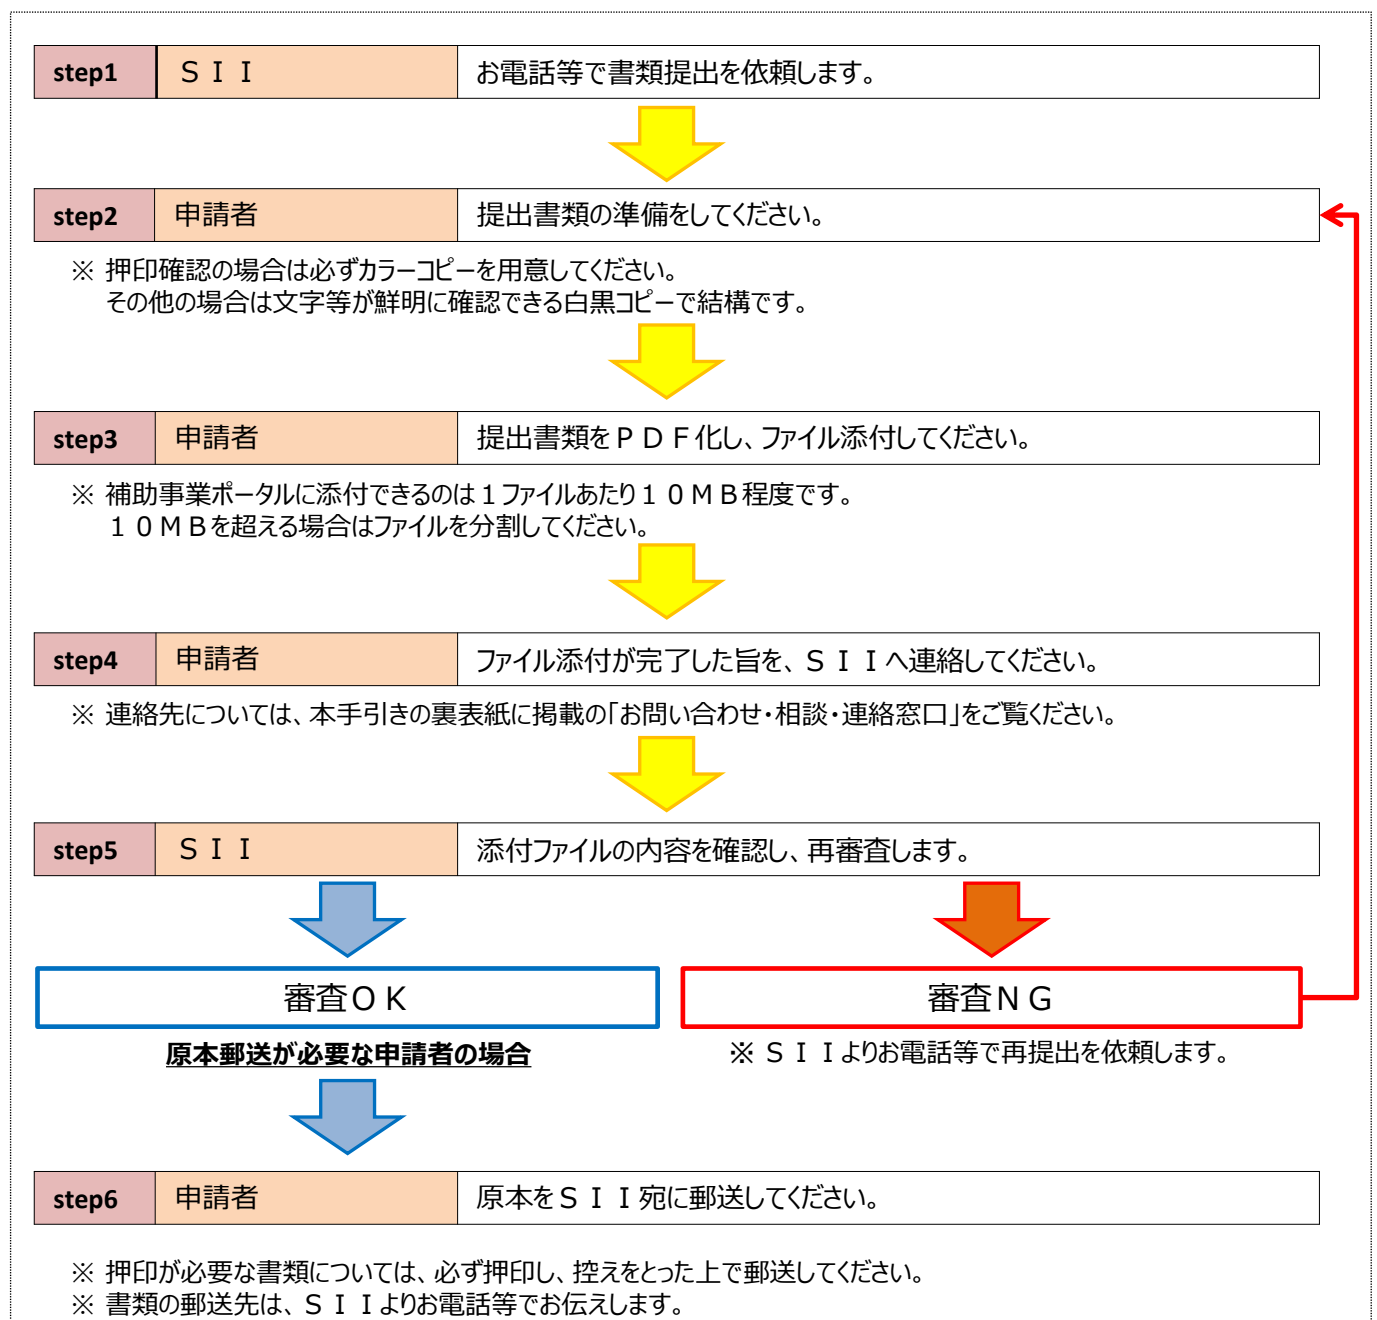 step1 ＳＩＩ お電話等で書類提出を依頼します。
step2 申請者 提出書類の準備をしてください。
※ 押印確認の場合は必ずカラーコピーを用意してください。
その他の場合は文字等が鮮明に確認できる白黒コピーで結構です。
step3 申請者 提出書類をＰＤＦ化し、ファイル添付してください。
※ 補助事業ポータルに添付できるのは１ファイルあたり１０ＭＢ程度です。
１０ＭＢを超える場合はファイルを分割してください。
step4 申請者 ファイル添付が完了した旨を、ＳＩＩへ連絡してください。
※ 連絡先については、本手引きの裏表紙に掲載の「お問い合わせ・相談・連絡窓口」をご覧ください。
step5 ＳＩＩ 添付ファイルの内容を確認し、再審査します。
審査ＯＫ 審査ＮＧ
原本郵送が必要な申請者の場合 ※ ＳＩＩよりお電話等で再提出を依頼します。
step6 申請者 原本をＳＩＩ宛に郵送してください。
※ 押印が必要な書類については、必ず押印し、控えをとった上で郵送してください。
※ 書類の郵送先は、ＳＩＩよりお電話等でお伝えします。